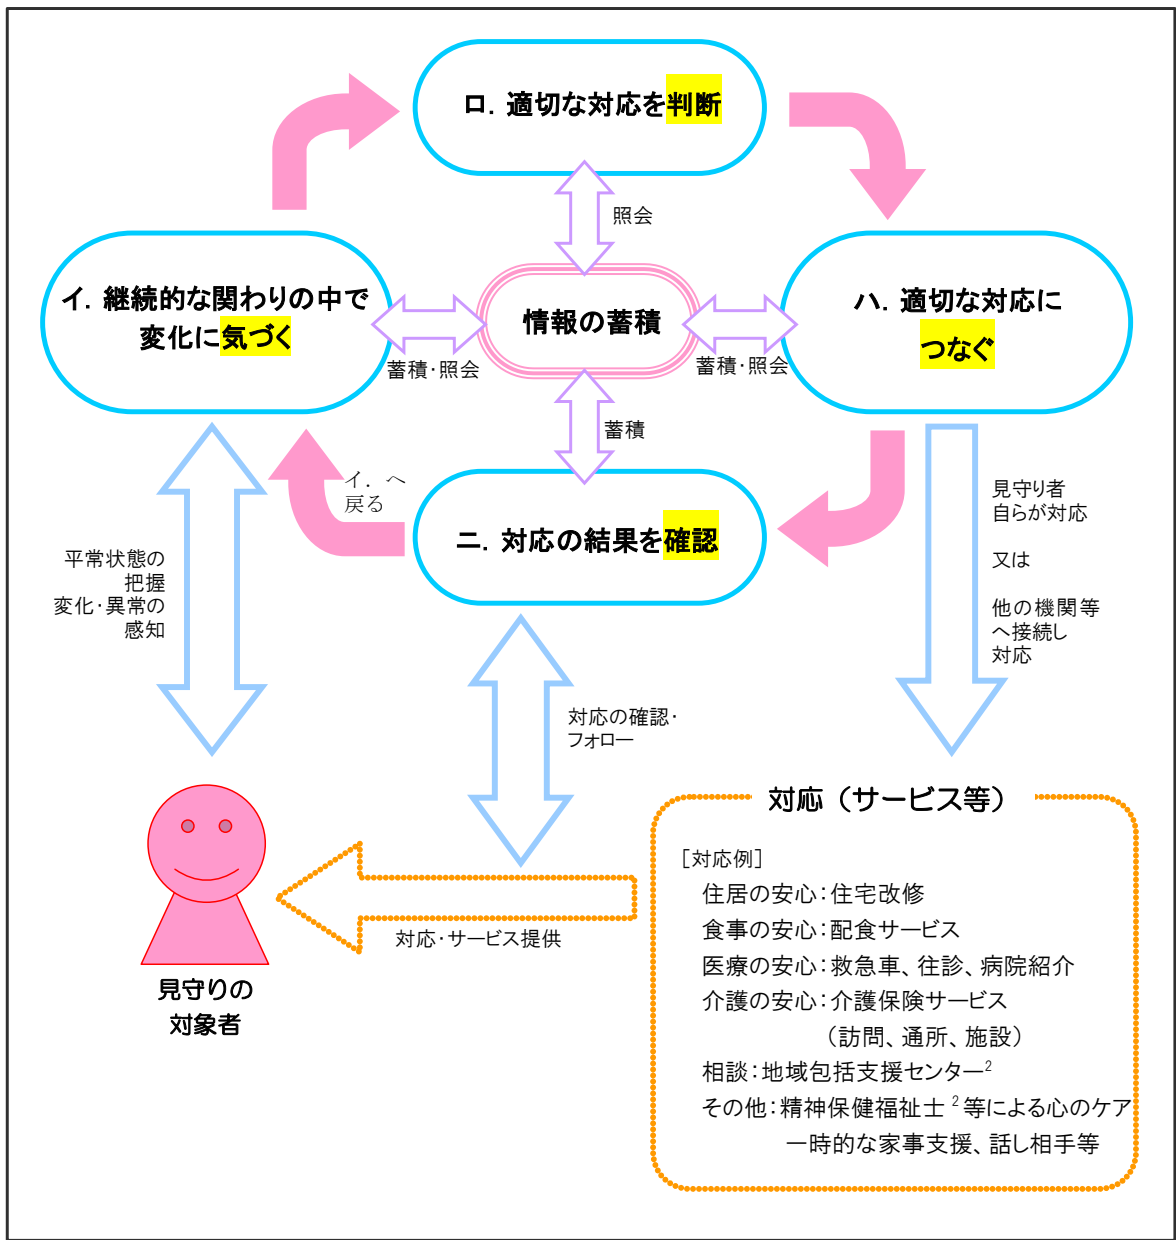 ロ．適切な対応を判断
照会
イ．継続的な関わりの中で
変化に気づく
情報の蓄積
ハ．適切な対応に
つなぐ
蓄積・照会
蓄積・照会
蓄積
イ．へ
戻る
ニ．対応の結果を確認
見守り者
自らが対応
又は
他の機関等
へ接続し
対応
平常状態の
把握
変化・異常の
感知
対応の確認・
フォロー
対応・サービス提供
見守りの
対象者
対応（サービス等）
［対応例］
住居の安心：住宅改修
食事の安心：配食サービス
医療の安心：救急車、往診、病院紹介
介護の安心：介護保険サービス
（訪問、通所、施設）
相談：地域包括支援センター2
その他：精神保健福祉士2等による心のケア
一時的な家事支援、話し相手等